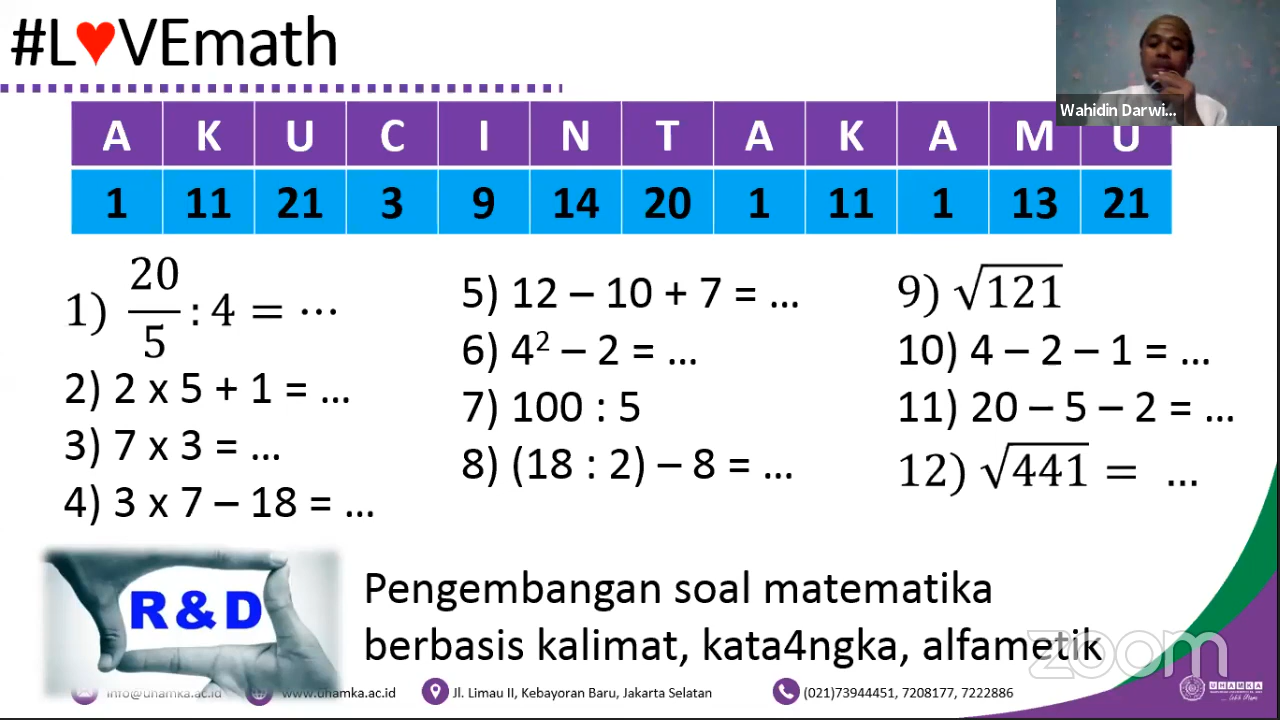 #L♥VEmath
Wahidin Darwi...
A K U C I N T A K A M U
1 11 21 3 9 14 20 1 11 1 13 21
1) 20/5 : 4 = ⋯
2) 2 x 5 + 1 = ...
3) 7 x 3 = ...
4) 3 x 7 – 18 = ...
5) 12 – 10 + 7 = ...
6) 4² – 2 = ...
7) 100 : 5
8) (18 : 2) – 8 = ...
9) √121
10) 4 – 2 – 1 = ...
11) 20 – 5 – 2 = ...
12) √441 = ...
R & D
Pengembangan soal matematika
berbasis kalimat, kata4ngka, alfametik
zoom
info@uhamka.ac.id www.uhamka.ac.id Jl. Limau II, Kebayoran Baru, Jakarta Selatan (021)73944451, 7208177, 7222886
UHAMKA